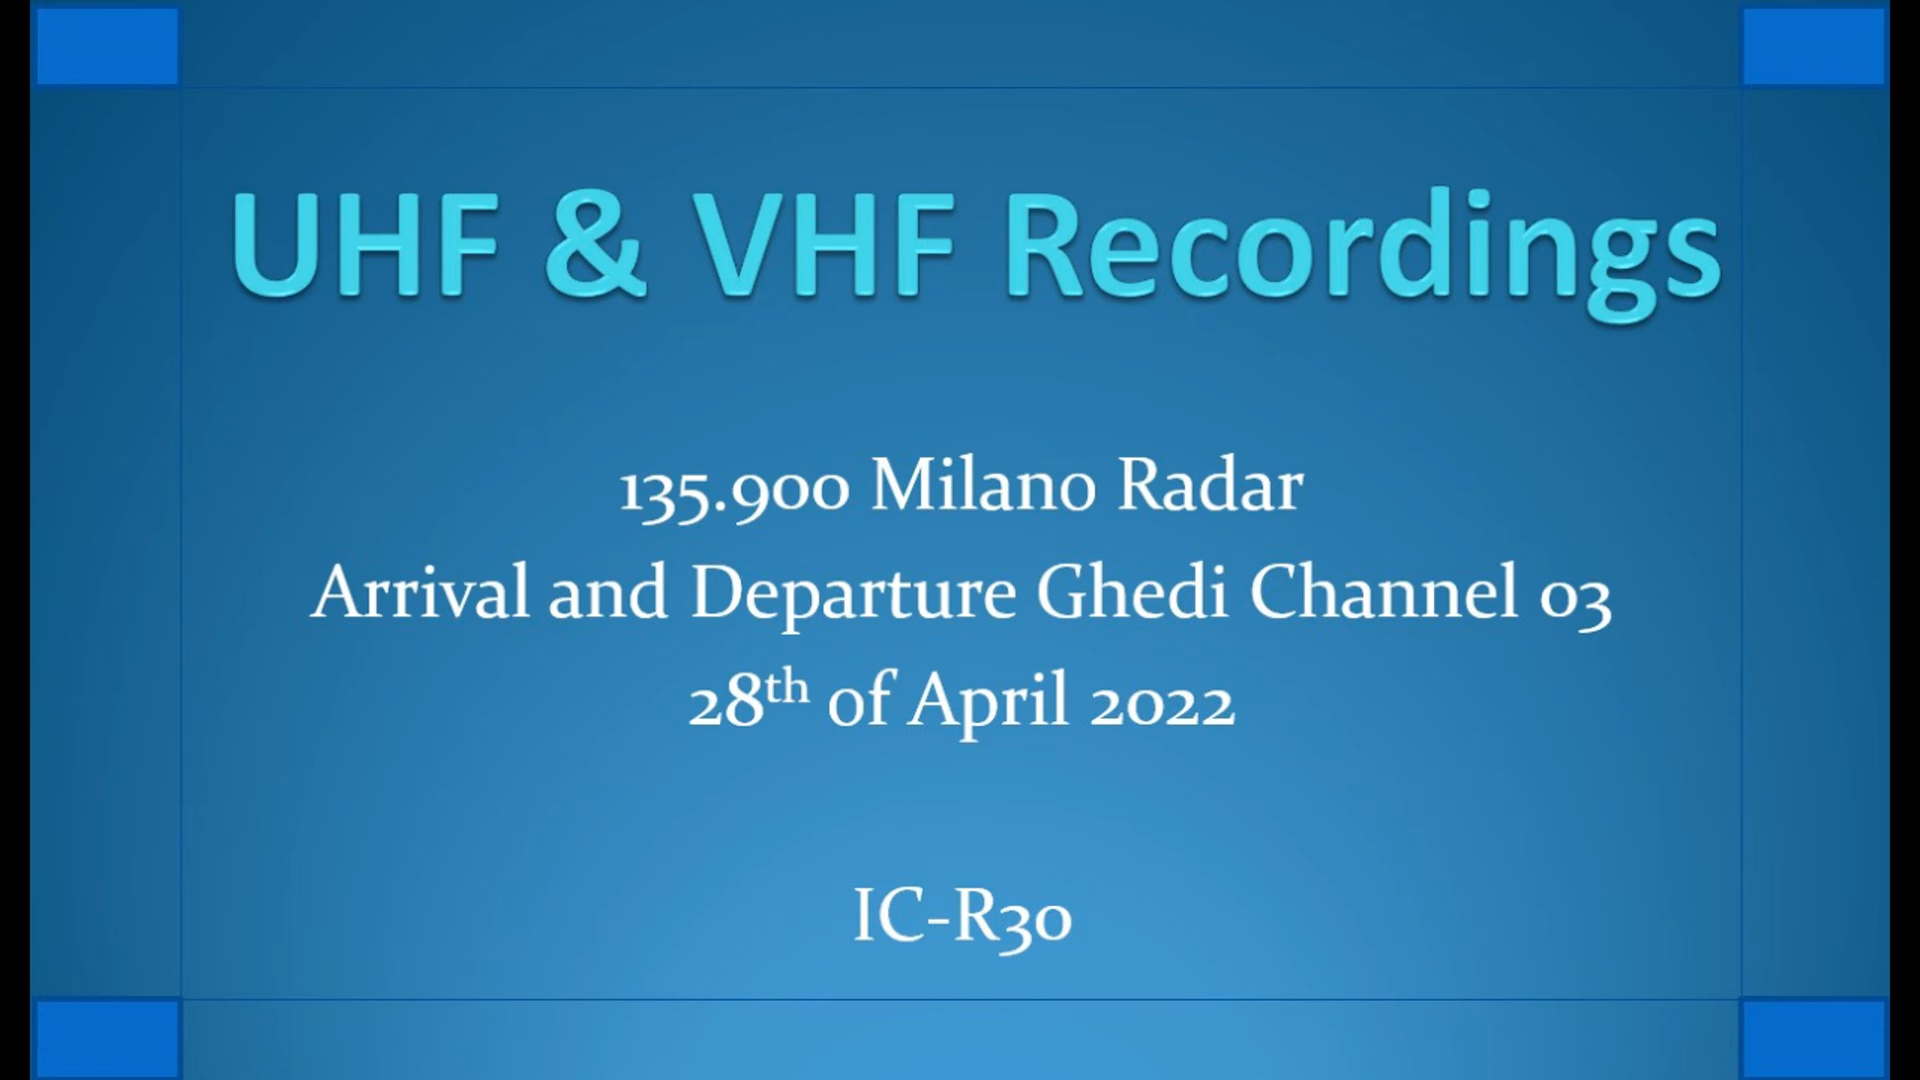 UHF & VHF Recordings
135.900 Milano Radar
Arrival and Departure Ghedi Channel 03
28th of April 2022
IC-R30